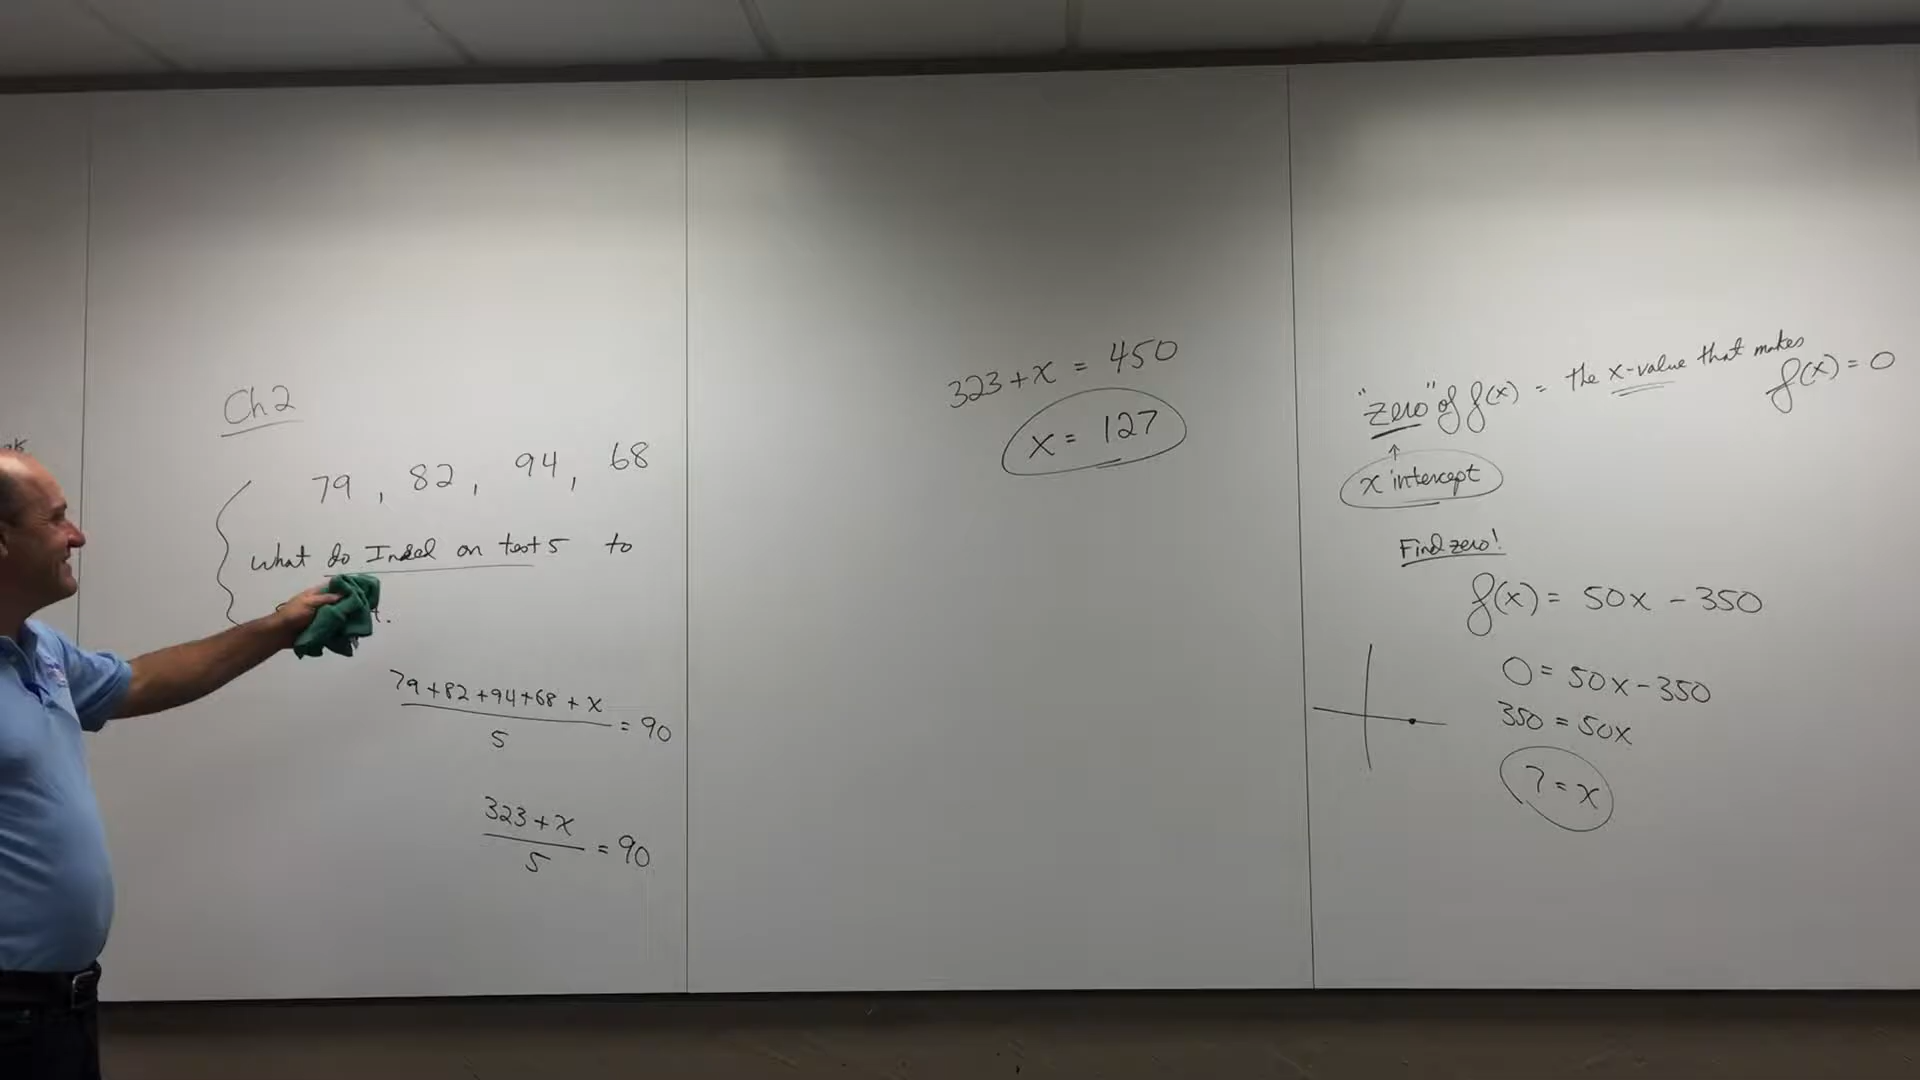 Ch2
79, 82, 94, 68
What do I need on test 5 to
79+82+94+68+x
5
= 90
323+x
5
= 90
323+x = 450
x = 127
"zero" of f(x) = the x-value that makes
f(x) = 0
↑
x intercept
Find zero!
f(x) = 50x - 350
0 = 50x - 350
350 = 50x
7 = x